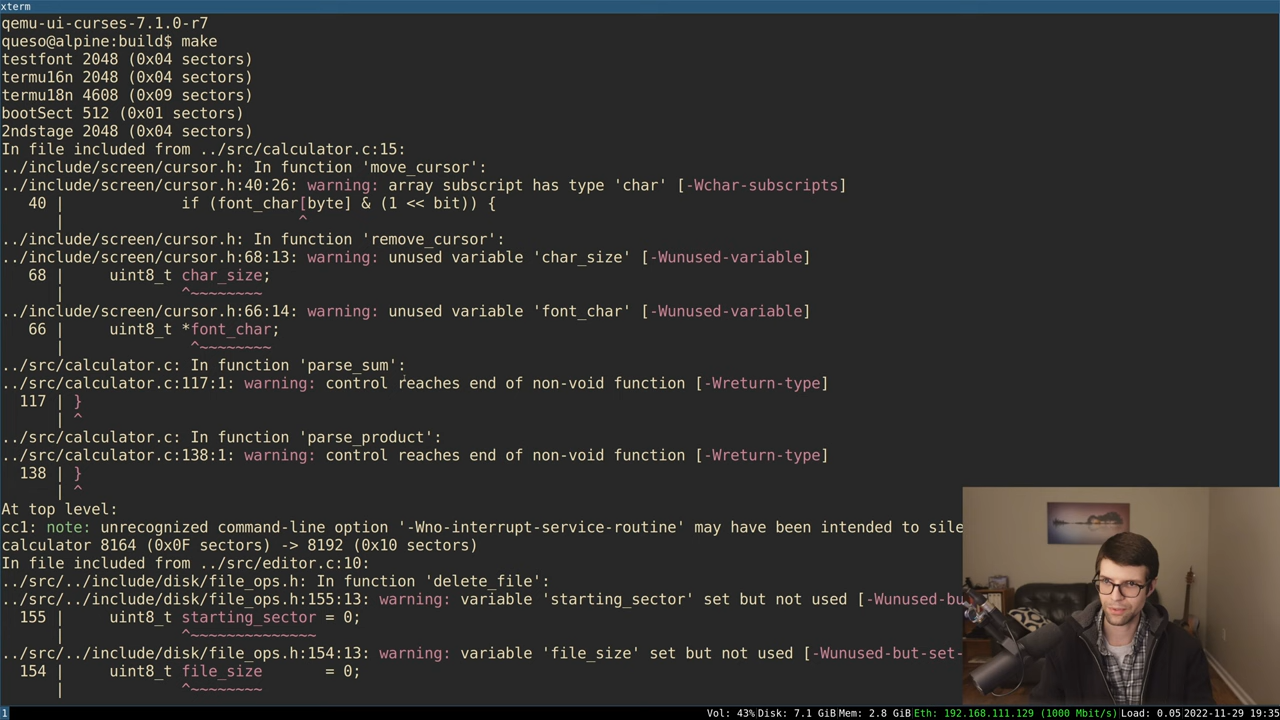 xterm
qemu-ui-curses-7.1.0-r7
queso@alpine:build$ make
testfont 2048 (0x04 sectors)
termu16n 2048 (0x04 sectors)
termu18n 4608 (0x09 sectors)
bootSect 512 (0x01 sectors)
2ndstage 2048 (0x04 sectors)
In file included from ../src/calculator.c:15:
../include/screen/cursor.h: In function 'move_cursor':
../include/screen/cursor.h:40:26: warning: array subscript has type 'char' [-Wchar-subscripts]
   40 |             if (font_char[byte] & (1 << bit)) {
      |                          ^
../include/screen/cursor.h: In function 'remove_cursor':
../include/screen/cursor.h:68:13: warning: unused variable 'char_size' [-Wunused-variable]
   68 |     uint8_t char_size;
      |             ^~~~~~~~~
../include/screen/cursor.h:66:14: warning: unused variable 'font_char' [-Wunused-variable]
   66 |     uint8_t *font_char;
      |              ^~~~~~~~~
../src/calculator.c: In function 'parse_sum':
../src/calculator.c:117:1: warning: control reaches end of non-void function [-Wreturn-type]
  117 | }
      | ^
../src/calculator.c: In function 'parse_product':
../src/calculator.c:138:1: warning: control reaches end of non-void function [-Wreturn-type]
  138 | }
      | ^
At top level:
cc1: note: unrecognized command-line option '-Wno-interrupt-service-routine' may have been intended to sile
calculator 8164 (0x0F sectors) -> 8192 (0x10 sectors)
In file included from ../src/editor.c:10:
../src/../include/disk/file_ops.h: In function 'delete_file':
../src/../include/disk/file_ops.h:155:13: warning: variable 'starting_sector' set but not used [-Wunused-bu
  155 |     uint8_t starting_sector = 0;
      |             ^~~~~~~~~~~~~~~
../src/../include/disk/file_ops.h:154:13: warning: variable 'file_size' set but not used [-Wunused-but-set-
  154 |     uint8_t file_size       = 0;
      |             ^~~~~~~~~
1 Vol: 43% Disk: 7.1 GiB Mem: 2.8 GiB Eth: 192.168.111.129 (1000 Mbit/s) Load: 0.05 2022-11-29 19:35